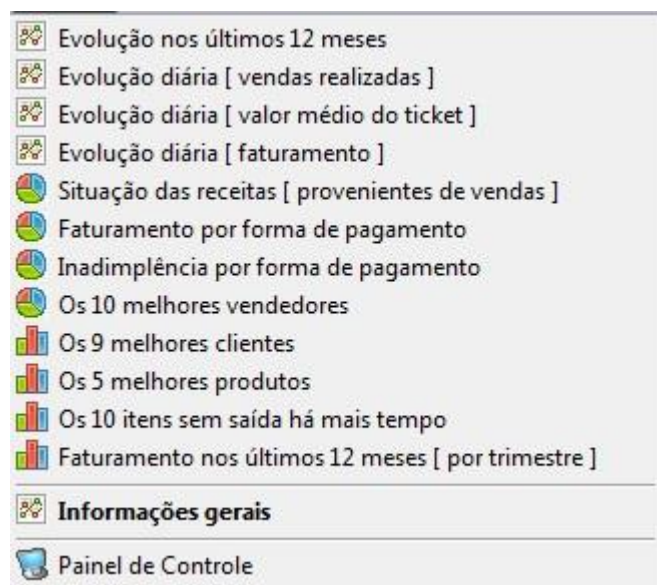 Evolução nos últimos 12 meses
Evolução diária [ vendas realizadas ]
Evolução diária [ valor médio do ticket ]
Evolução diária [ faturamento ]
Situação das receitas [ provenientes de vendas ]
Faturamento por forma de pagamento
Inadimplência por forma de pagamento
Os 10 melhores vendedores
Os 9 melhores clientes
Os 5 melhores produtos
Os 10 itens sem saída há mais tempo
Faturamento nos últimos 12 meses [ por trimestre ]
Informações gerais
Painel de Controle